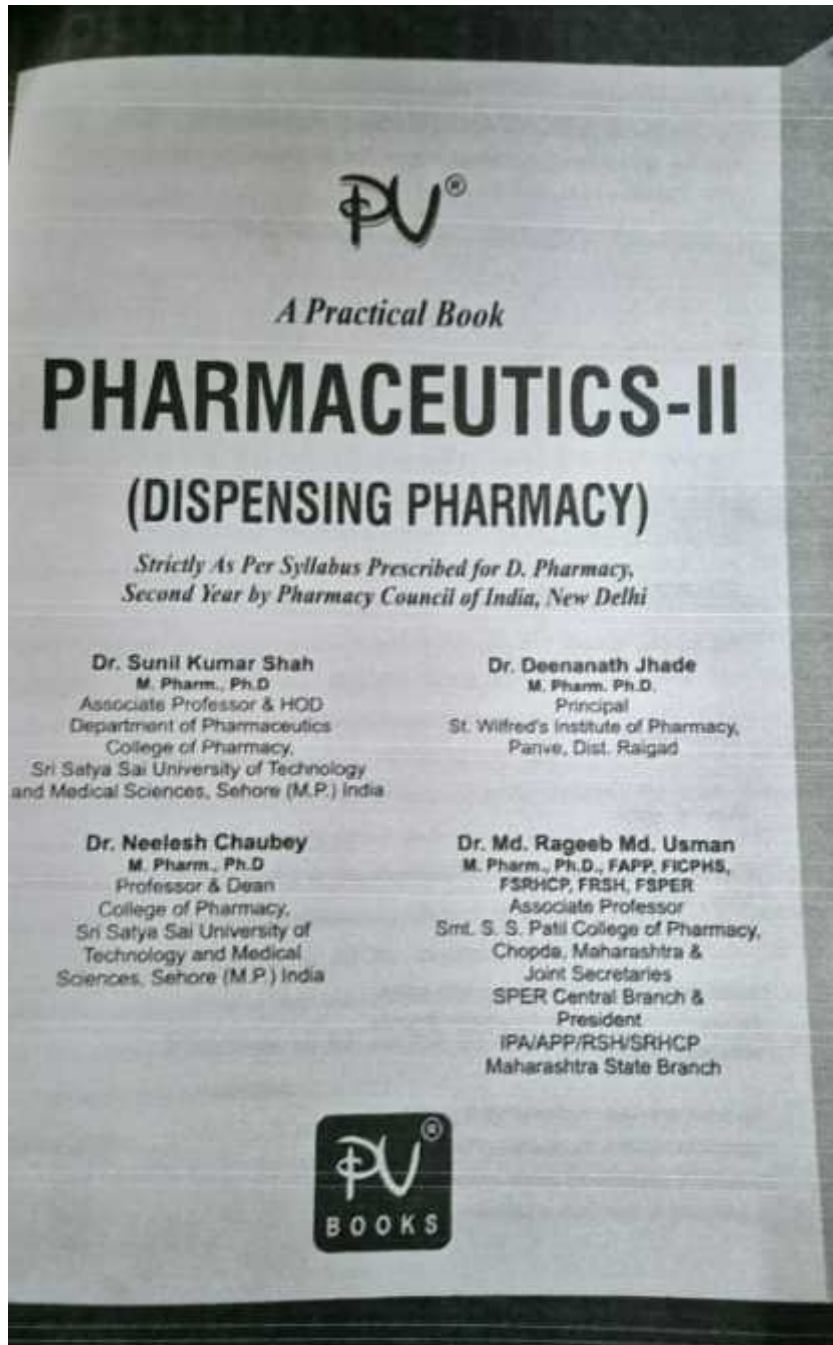 PV®
A Practical Book
PHARMACEUTICS-II
(DISPENSING PHARMACY)
Strictly As Per Syllabus Prescribed for D. Pharmacy,
Second Year by Pharmacy Council of India, New Delhi
Dr. Sunil Kumar Shah
M. Pharm., Ph.D
Associate Professor & HOD
Department of Pharmaceutics
College of Pharmacy,
Sri Satya Sai University of Technology
and Medical Sciences, Sehore (M.P.) India
Dr. Deenanath Jhade
M. Pharm. Ph.D.
Principal
St. Wilfred's Institute of Pharmacy,
Panve, Dist. Raigad
Dr. Neelesh Chaubey
M. Pharm., Ph.D
Professor & Dean
College of Pharmacy,
Sri Satya Sai University of
Technology and Medical
Sciences, Sehore (M.P.) India
Dr. Md. Rageeb Md. Usman
M. Pharm., Ph.D., FAPP, FICPHS,
FSRHCP, FRSH, FSPER
Associate Professor
Smt. S. S. Patil College of Pharmacy,
Chopda, Maharashtra &
Joint Secretaries
SPER Central Branch &
President
IPA/APP/RSH/SRHCP
Maharashtra State Branch
PV®
BOOKS